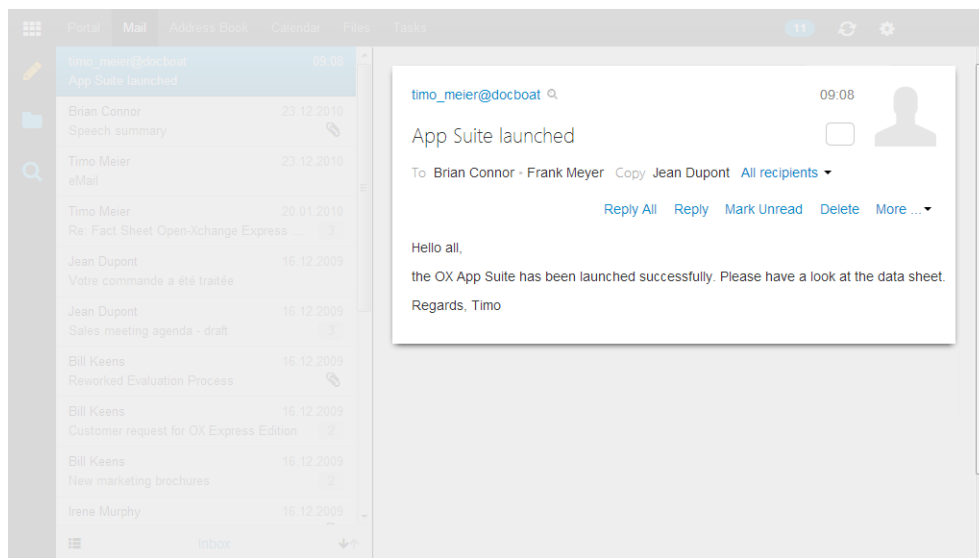 Portal Mail Address Book Calendar Files Tasks 11
timo_meier@docboat 09:08
App Suite launched
Brian Connor 23.12.2010
Speech summary
Timo Meier 23.12.2010
eMail
Timo Meier 20.01.2010
Re: Fact Sheet Open-Xchange Express ... 3
Jean Dupont 16.12.2009
Votre commande a été traitée
Jean Dupont 16.12.2009
Sales meeting agenda - draft 3
Bill Keens 16.12.2009
Reworked Evaluation Process
Bill Keens 16.12.2009
Customer request for OX Express Edition 2
Bill Keens 16.12.2009
New marketing brochures 2
Irene Murphy 16.12.2009
Inbox
timo_meier@docboat 09:08
App Suite launched
To Brian Connor • Frank Meyer Copy Jean Dupont All recipients
Reply All Reply Mark Unread Delete More ...
Hello all,
the OX App Suite has been launched successfully. Please have a look at the data sheet.
Regards, Timo